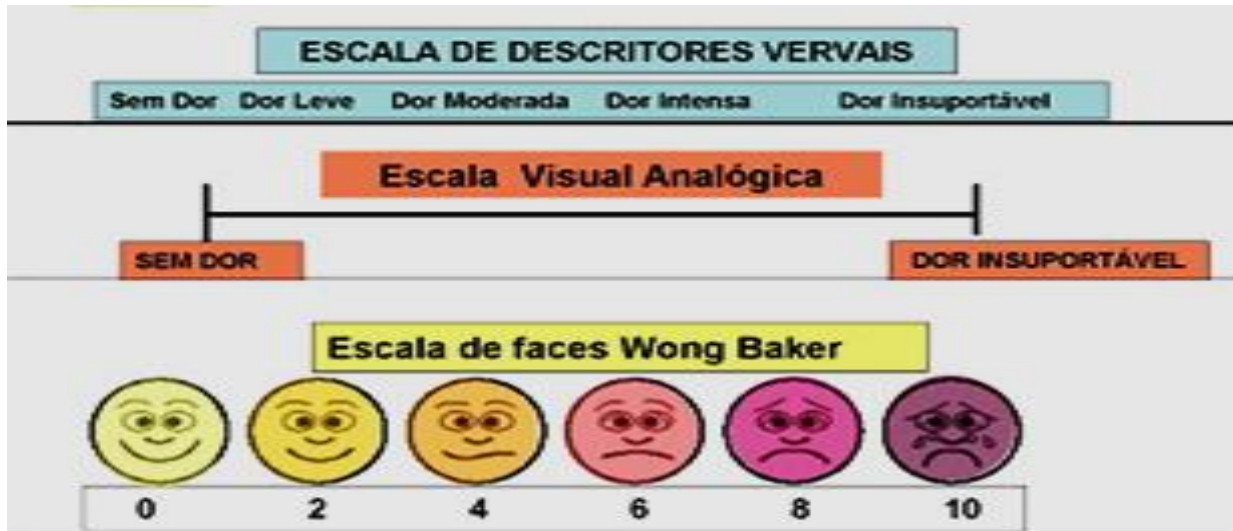 ESCALA DE DESCRITORES VERVAIS
Sem Dor Dor Leve Dor Moderada Dor Intensa Dor Insuportável
Escala Visual Analógica
SEM DOR DOR INSUPORTÁVEL
Escala de faces Wong Baker
0 2 4 6 8 10